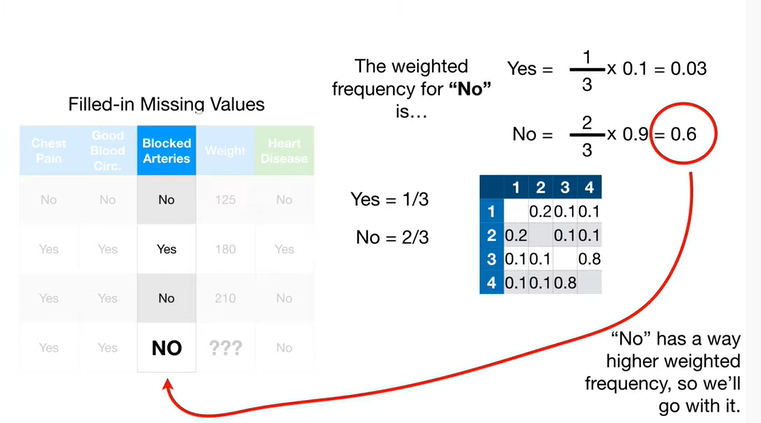 The weighted
frequency for “No”
is…
Yes = 1/3 x 0.1 = 0.03
No = 2/3 x 0.9 = 0.6
Filled-in Missing Values
Chest Pain Good Blood Circ. Blocked Arteries Weight Heart Disease
No No No 125 No
Yes Yes Yes 180 Yes
Yes Yes No 210 No
Yes Yes NO ??? No
Yes = 1/3
No = 2/3
1 2 3 4
1 0.2 0.1 0.1
2 0.2 0.1 0.1
3 0.1 0.1 0.8
4 0.1 0.1 0.8
“No” has a way
higher weighted
frequency, so we’ll
go with it.